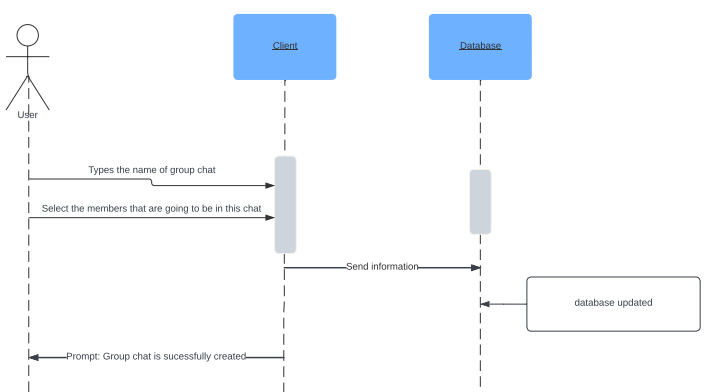 Client
Database
User
Types the name of group chat
Select the members that are going to be in this chat
Send information
database updated
Prompt: Group chat is sucessfully created